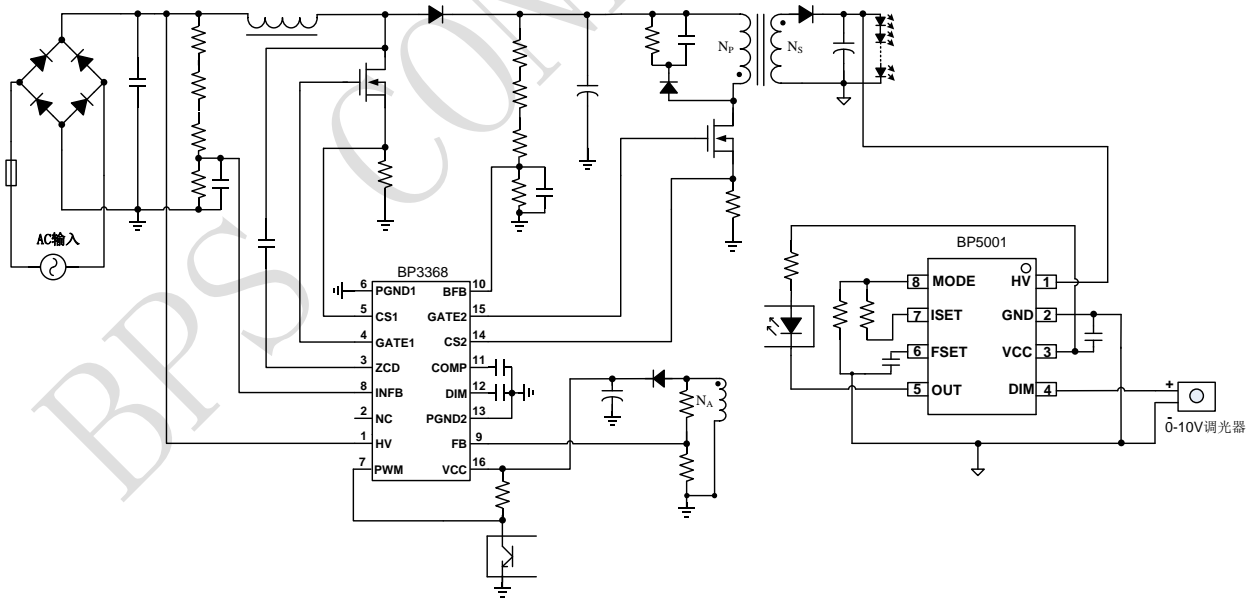 BPS CON
N_P
N_S
AC输入
BP3368
6 PGND1
5 CS1
4 GATE1
3 ZCD
8 INFB
2 NC
1 HV
7 PWM
BFB 10
GATE2 15
CS2 14
COMP 11
DIM 12
PGND2 13
FB 9
VCC 16
N_A
BP5001
8 MODE
7 ISET
6 FSET
5 OUT
HV 1
GND 2
VCC 3
DIM 4
+
-
0-10V调光器